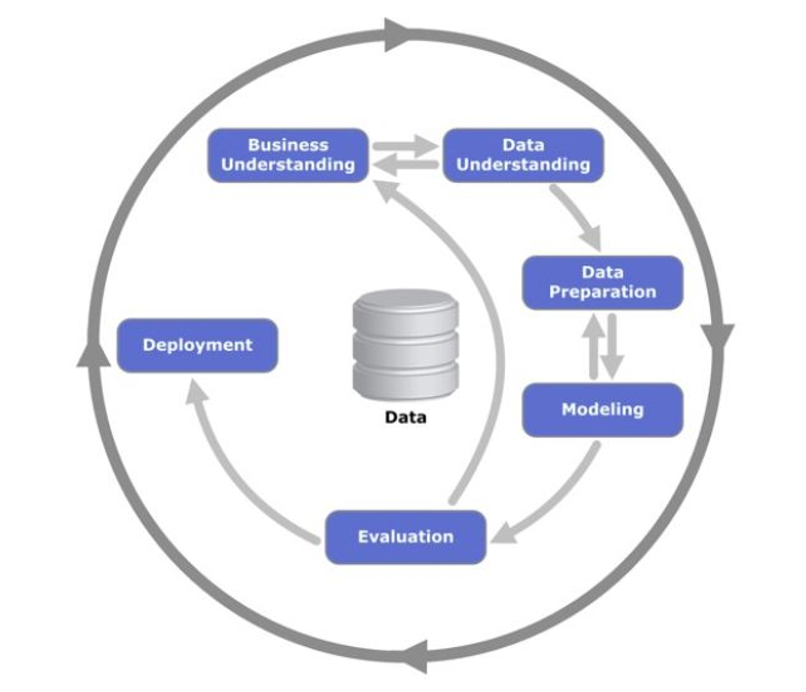 Business
Understanding
Data
Understanding
Data
Preparation
Deployment
Modeling
Data
Evaluation